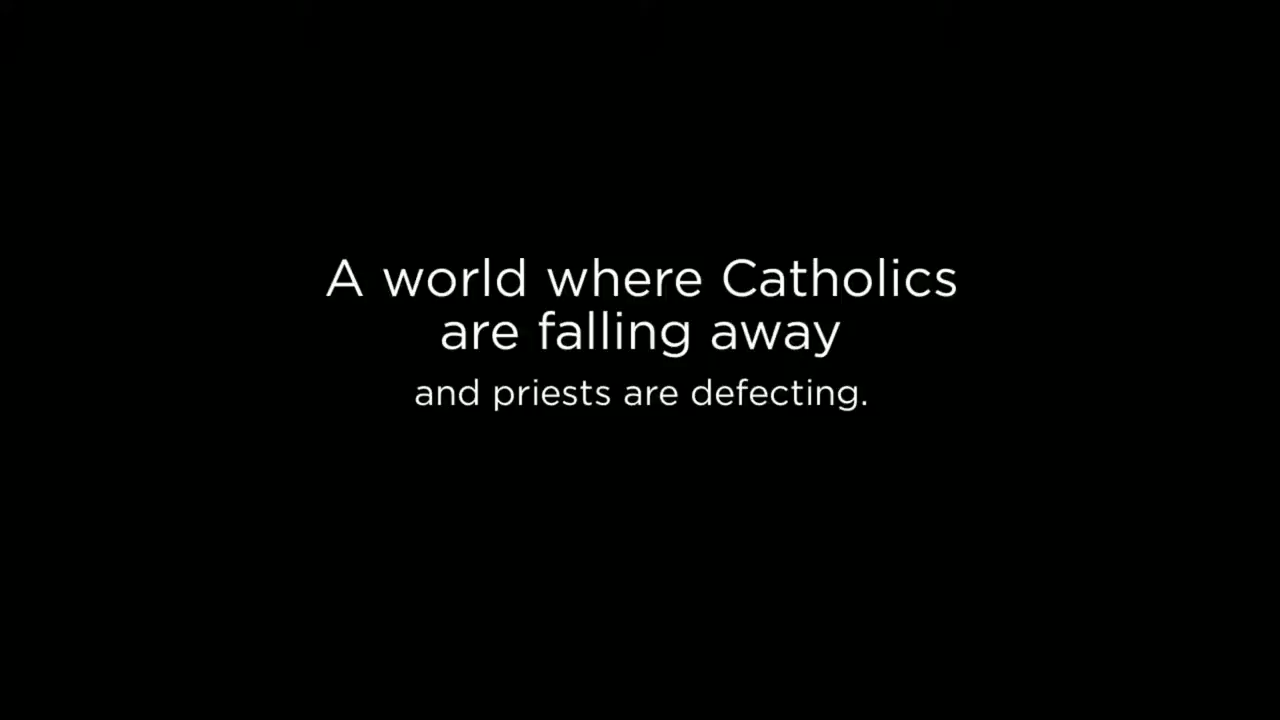 A world where Catholics
are falling away
and priests are defecting.